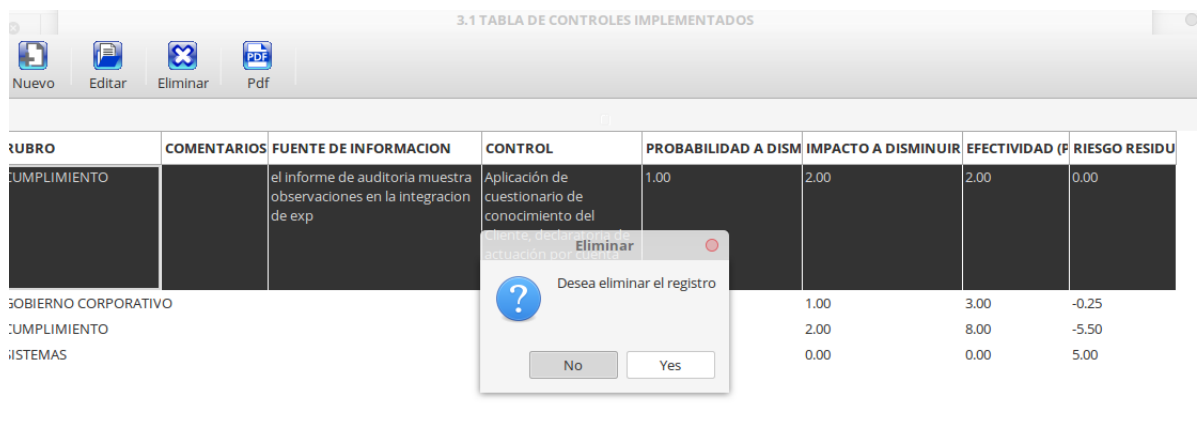 3.1 TABLA DE CONTROLES IMPLEMENTADOS
Nuevo Editar Eliminar Pdf
RUBRO COMENTARIOS FUENTE DE INFORMACION CONTROL PROBABILIDAD A DISM IMPACTO A DISMINUIR EFECTIVIDAD (P RIESGO RESIDU
CUMPLIMIENTO el informe de auditoria muestra Aplicación de 1.00 2.00 2.00 0.00
observaciones en la integracion cuestionario de
de exp conocimiento del
Cliente, declaratoria de
actuación por cuenta
Eliminar
Desea eliminar el registro
No Yes
GOBIERNO CORPORATIVO 1.00 3.00 -0.25
CUMPLIMIENTO 2.00 8.00 -5.50
SISTEMAS 0.00 0.00 5.00